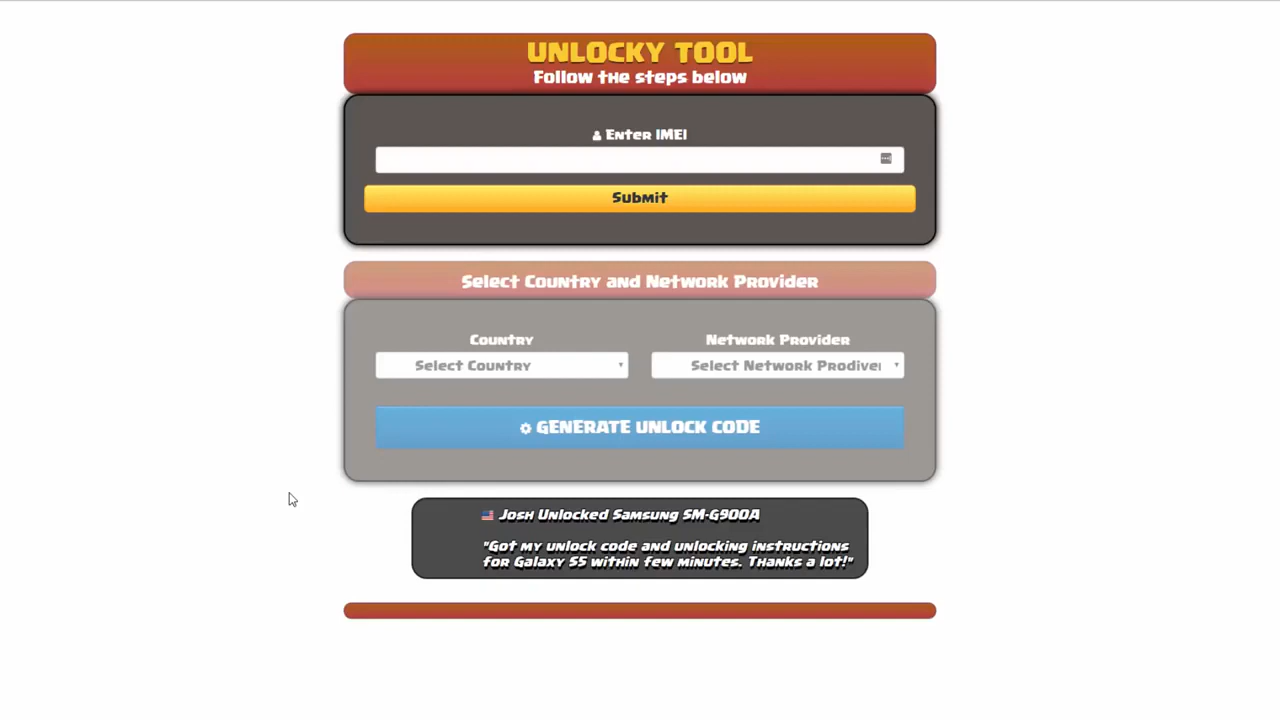 UNLOCKY TOOL
Follow the steps below
Enter IMEI
Submit
Select Country and Network Provider
Country
Network Provider
Select Country
Select Network Prodiver
GENERATE UNLOCK CODE
Josh Unlocked Samsung SM-G900A
"Got my unlock code and unlocking instructions
for Galaxy S5 within few minutes. Thanks a lot!"